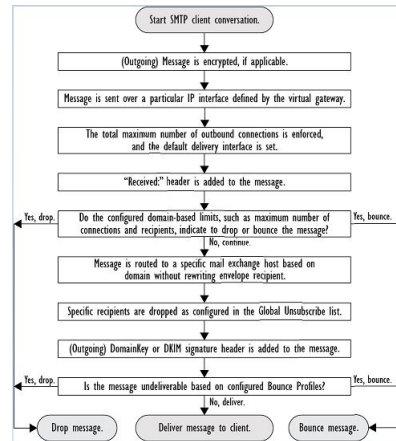 Start SMTP client conversation.
(Outgoing) Message is encrypted, if applicable.
Message is sent over a particular IP interface defined by the virtual gateway.
The total maximum number of outbound connections is enforced,
and the default delivery interface is set.
"Received:" header is added to the message.
Yes, drop.
Do the configured domain-based limits, such as maximum number of
connections and recipients, indicate to drop or bounce the message?
Yes, bounce.
No, continue.
Message is routed to a specific mail exchange host based on
domain without rewriting envelope recipient.
Specific recipients are dropped as configured in the Global Unsubscribe list.
(Outgoing) DomainKey or DKIM signature header is added to the message.
Yes, drop.
Is the message undeliverable based on configured Bounce Profiles?
Yes, bounce.
No, deliver.
Drop message.
Deliver message to client.
Bounce message.